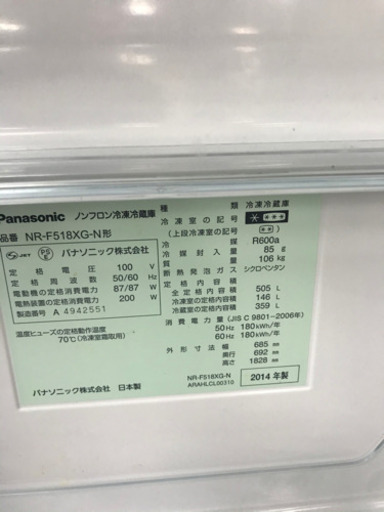 Panasonic ノンフロン冷凍冷蔵庫
品番 NR-F518XG-N形
JET PSE パナソニック株式会社
定格電圧 100 V
定格周波数 50/60 Hz
電動機の定格消費電力 87/87 W
電熱装置の定格消費電力 200 W
製造番号 A 4942551
温度ヒューズの定格動作温度
70℃(冷凍室霜取用)
パナソニック株式会社 日本製
種類 冷凍冷蔵庫
冷凍室の記号
(上段冷凍室の記号)
冷媒 R600a
冷媒封入量 85 g
質量 106 kg
断熱発泡ガス シクロペンタン
定格内容積
全定格内容積 505 L
冷凍室の定格内容積 146 L
冷蔵室の定格内容積 359 L
消費電力量 (JIS C 9801-2006年)
50Hz 180kWh/年
60Hz 180kWh/年
外形寸法 幅 685 mm
奥行 692 mm
高さ 1828 mm
NR-F518XG-N
ARAHLCL00310
2014 年製